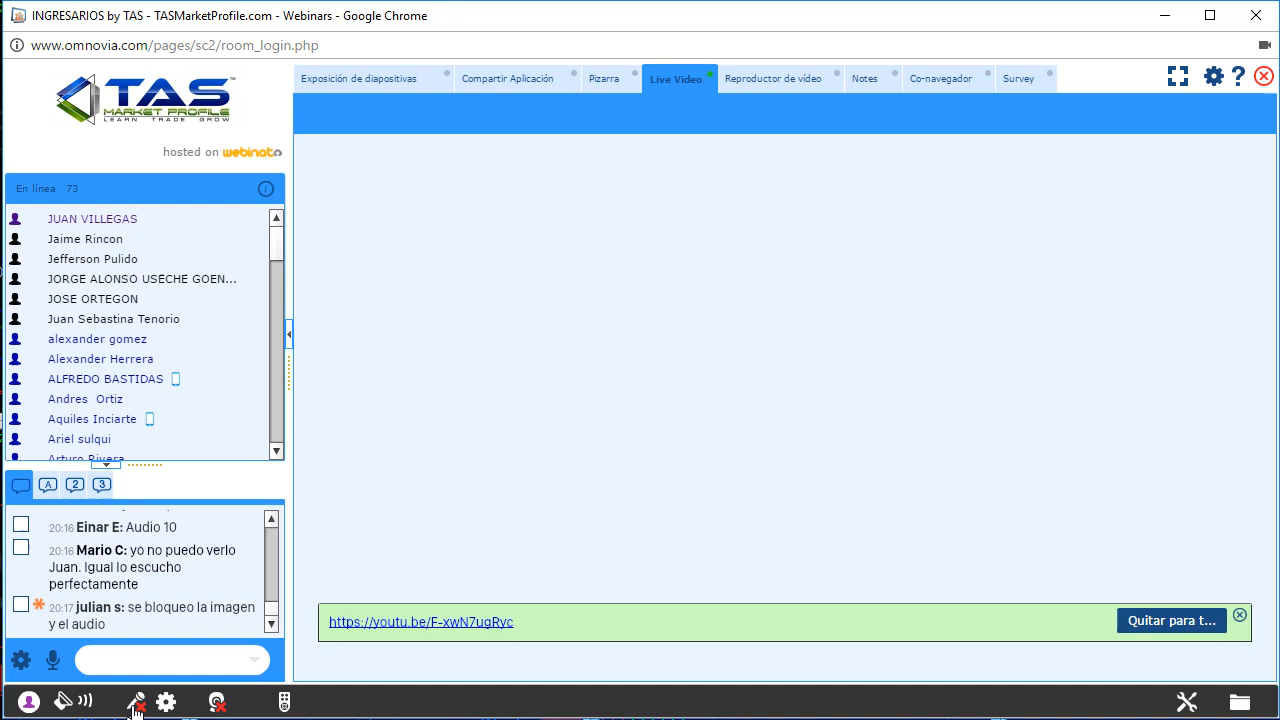 INGRESARIOS by TAS - TASMarketProfile.com - Webinars - Google Chrome
www.omnovia.com/pages/sc2/room_login.php
TAS™
MARKET PROFILE
LEARN TRADE GROW
hosted on webinato
Exposición de diapositivas
Compartir Aplicación
Pizarra
Live Video
Reproductor de vídeo
Notes
Co-navegador
Survey
En línea 73
JUAN VILLEGAS
Jaime Rincon
Jefferson Pulido
JORGE ALONSO USECHE GOEN...
JOSE ORTEGON
Juan Sebastina Tenorio
alexander gomez
Alexander Herrera
ALFREDO BASTIDAS
Andres Ortiz
Aquiles Inciarte
Ariel sulqui
Arturo Rivera
A
2
3
20:16 Einar E: Audio 10
20:16 Mario C: yo no puedo verlo
Juan. Igual lo escucho
perfectamente
20:17 julian s: se bloqueo la imagen
y el audio
https://youtu.be/F-xwN7ugRyc
Quitar para t...